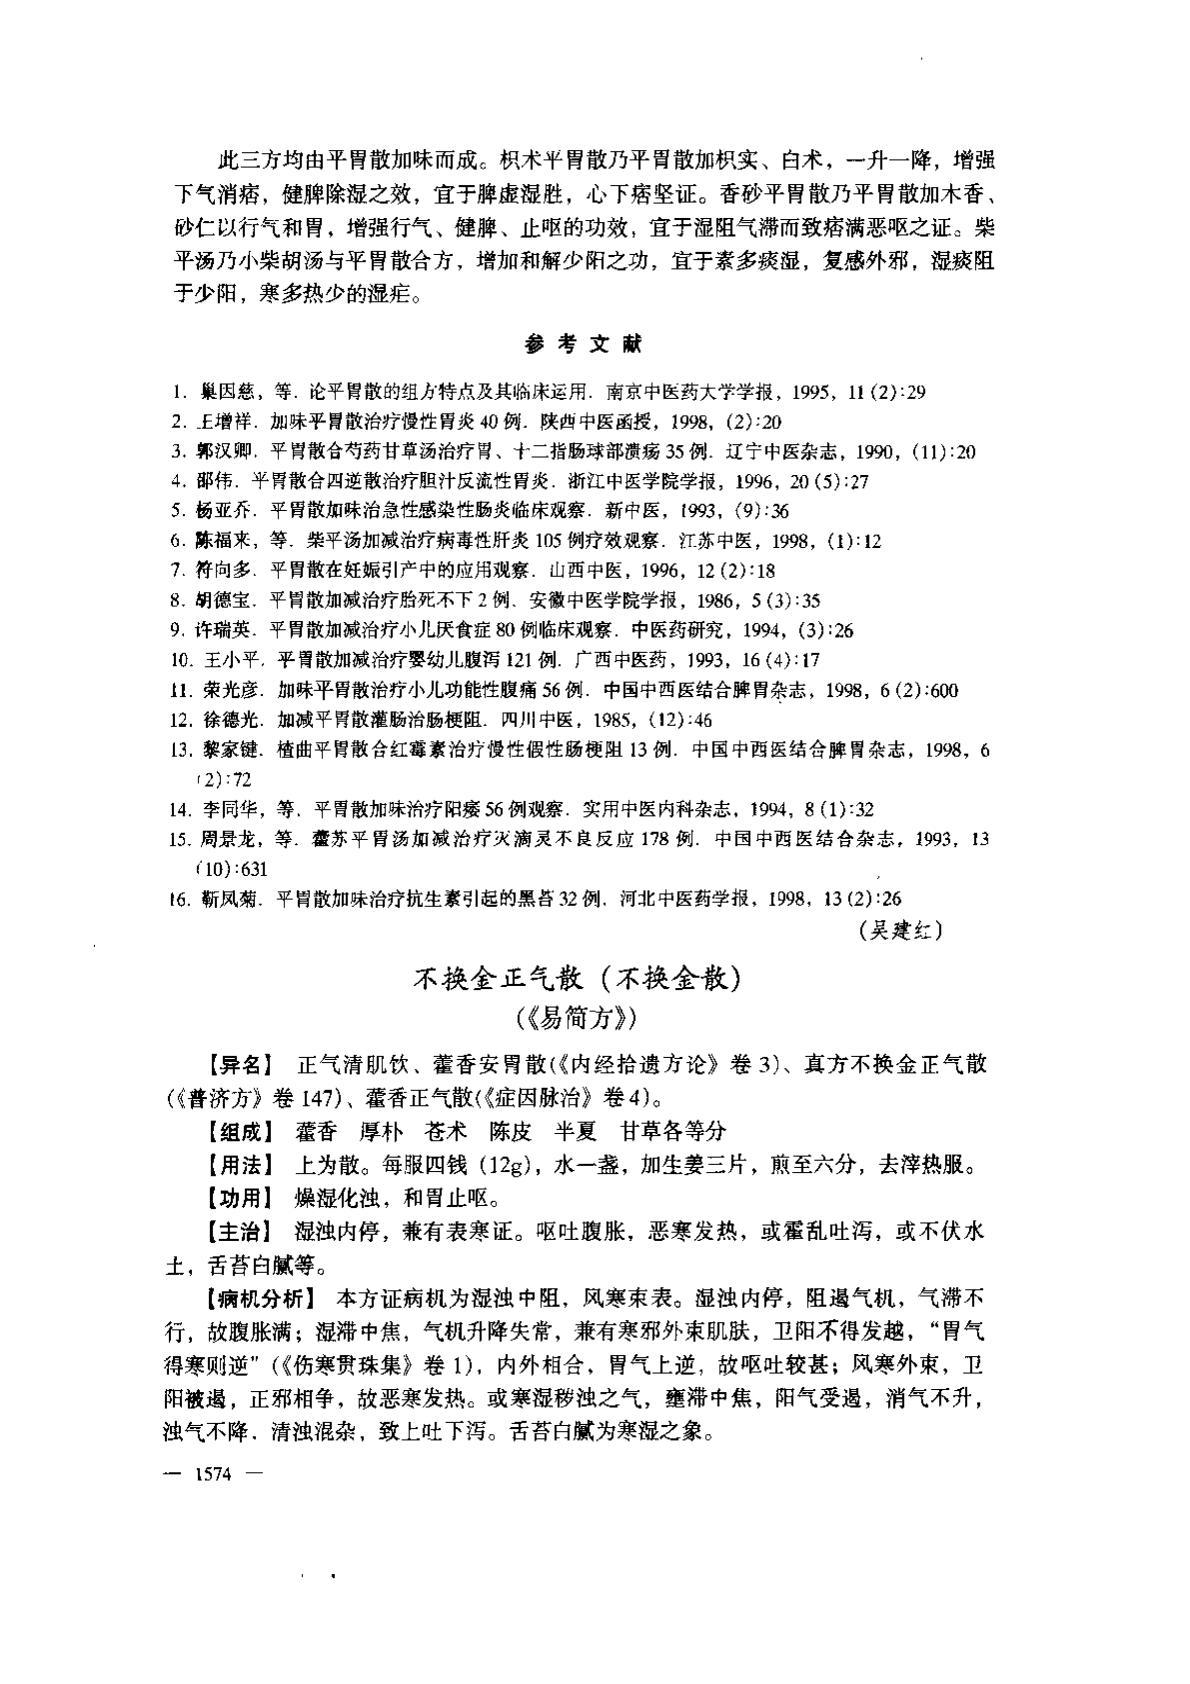 此三方均由平胃散加味而成。枳术平胃散乃平胃散加枳实、白术，一升一降，增强
下气消痞，健脾除湿之效，宜于脾虚湿胜，心下痞坚证。香砂平胃散乃平胃散加木香、
砂仁以行气和胃，增强行气、健脾、止呕的功效，宜于湿阻气滞而致痞满恶呕之证。柴
平汤乃小柴胡汤与平胃散合方，增加和解少阳之功，宜于素多痰湿，复感外邪，湿痰阻
于少阳，寒多热少的湿疟。
参考文献
1. 巢因慈，等．论平胃散的组方特点及其临床运用．南京中医药大学学报，1995，11 (2):29
2. 王增祥．加味平胃散治疗慢性胃炎 40 例．陕西中医函授，1998，(2):20
3. 郭汉卿．平胃散合芍药甘草汤治疗胃、十二指肠球部溃疡 35 例．辽宁中医杂志，1990，(11):20
4. 邵伟．平胃散合四逆散治疗胆汁反流性胃炎．浙江中医学院学报，1996，20 (5):27
5. 杨亚乔．平胃散加味治急性感染性肠炎临床观察．新中医，1993，(9):36
6. 陈福来，等．柴平汤加减治疗病毒性肝炎 105 例疗效观察．江苏中医，1998，(1):12
7. 符向多．平胃散在妊娠引产中的应用观察．山西中医，1996，12 (2):18
8. 胡德宝．平胃散加减治疗胎死不下 2 例．安徽中医学院学报，1986，5 (3):35
9. 许瑞英．平胃散加减治疗小儿厌食症 80 例临床观察．中医药研究，1994，(3):26
10. 王小平．平胃散加减治疗婴幼儿腹泻 121 例．广西中医药，1993，16 (4):17
11. 荣光彦．加味平胃散治疗小儿功能性腹痛 56 例．中国中西医结合脾胃杂志，1998，6 (2):600
12. 徐德光．加减平胃散灌肠治肠梗阻．四川中医，1985，(12):46
13. 黎家键．楂曲平胃散合红霉素治疗慢性假性肠梗阻 13 例．中国中西医结合脾胃杂志，1998，6
(2):72
14. 李同华，等．平胃散加味治疗阳痿 56 例观察．实用中医内科杂志，1994，8 (1):32
15. 周景龙，等．藿苏平胃汤加减治疗灭滴灵不良反应 178 例．中国中西医结合杂志，1993，13
(10):631
16. 靳凤菊．平胃散加味治疗抗生素引起的黑苔 32 例．河北中医药学报，1998，13 (2):26
(吴建红)
不换金正气散（不换金散）
(《易简方》)
【异名】 正气清肌饮、藿香安胃散(《内经拾遗方论》卷 3)、真方不换金正气散
(《普济方》卷 147)、藿香正气散(《症因脉治》卷 4)。
【组成】 藿香 厚朴 苍术 陈皮 半夏 甘草各等分
【用法】 上为散。每服四钱 (12g)，水一盏，加生姜三片，煎至六分，去滓热服。
【功用】 燥湿化浊，和胃止呕。
【主治】 湿浊内停，兼有表寒证。呕吐腹胀，恶寒发热，或霍乱吐泻，或不伏水
土，舌苔白腻等。
【病机分析】 本方证病机为湿浊中阻，风寒束表。湿浊内停，阻遏气机，气滞不
行，故腹胀满；湿滞中焦，气机升降失常，兼有寒邪外束肌肤，卫阳不得发越，“胃气
得寒则逆”（《伤寒贯珠集》卷 1)，内外相合，胃气上逆，故呕吐较甚；风寒外束，卫
阳被遏，正邪相争，故恶寒发热。或寒湿秽浊之气，壅滞中焦，阳气受遏，消气不升，
浊气不降．清浊混杂，致上吐下泻。舌苔白腻为寒湿之象。
— 1574 —